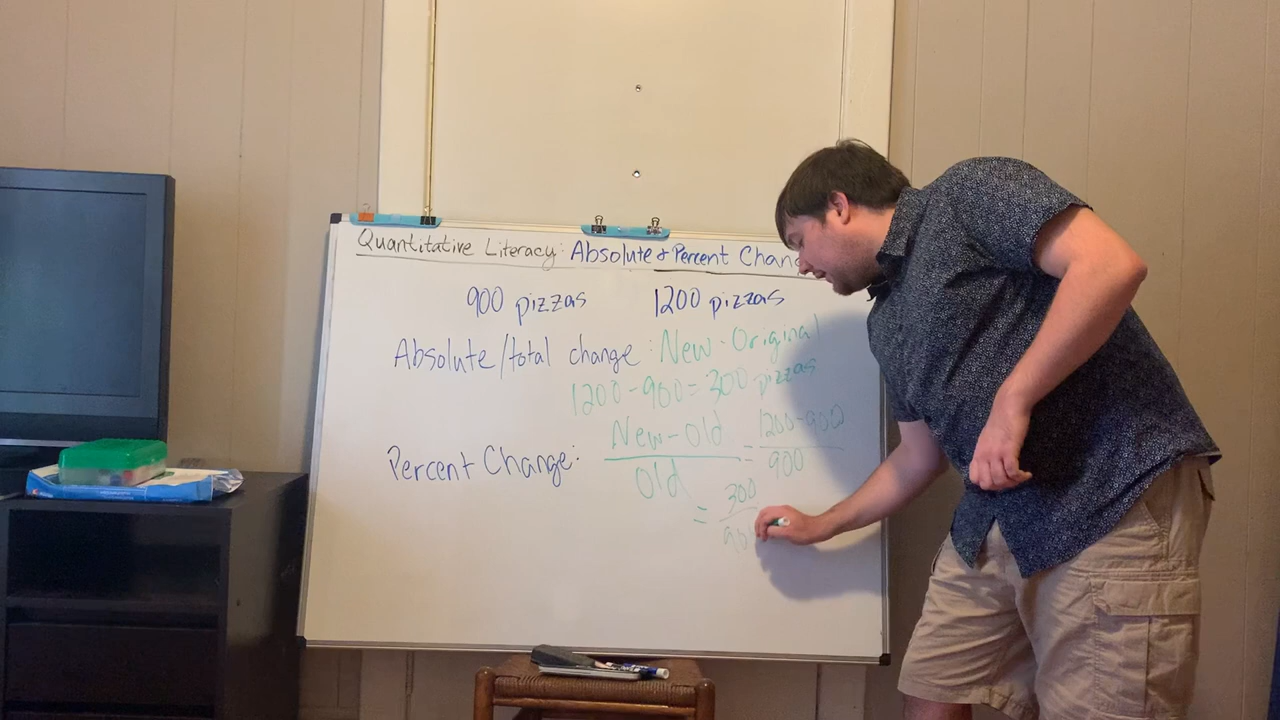 Quantitative Literacy: Absolute & Percent Chan
900 pizzas 1200 pizzas
Absolute/total change: New - Original
1200 - 900 = 300 pizzas
Percent Change: New - Old / Old = 1200-900 / 900
= 300 / 900